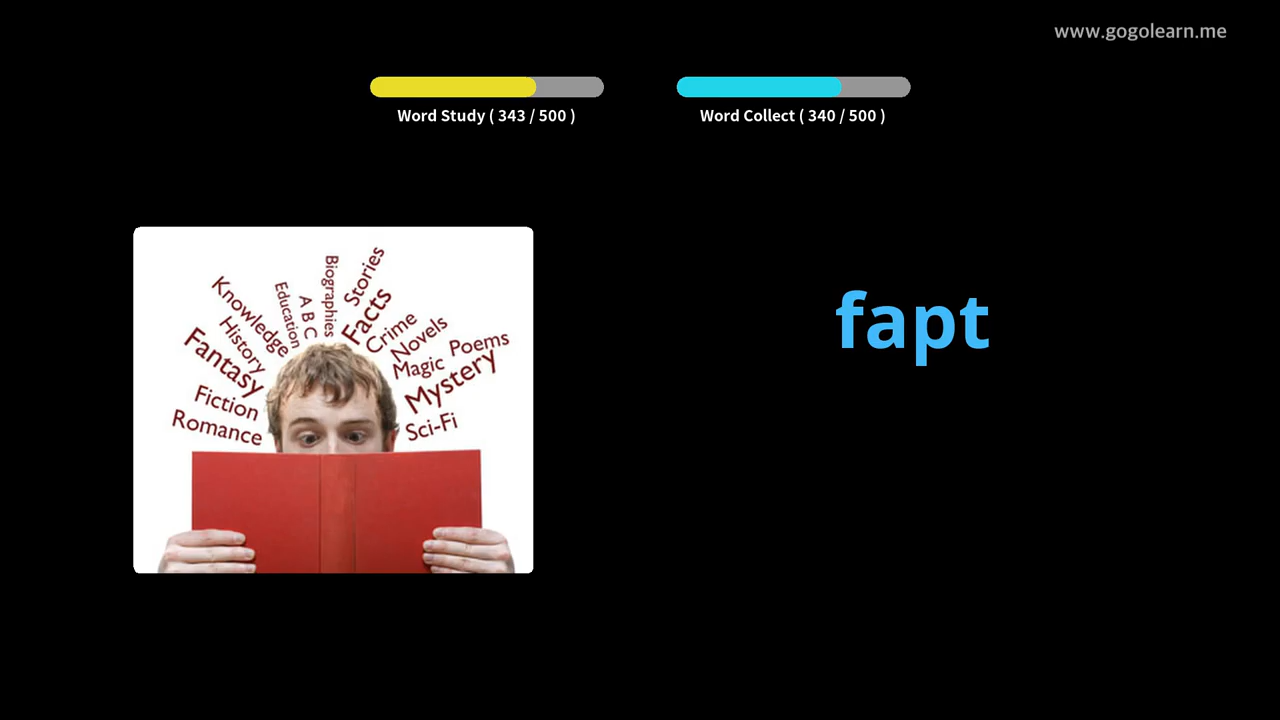 www.gogolearn.me
Word Study ( 343 / 500 )
Word Collect ( 340 / 500 )
Biographies
Stories
Education
A B C
Facts
Knowledge
History
Crime
Novels
Fantasy
Magic
Poems
Mystery
Fiction
Romance
Sci-Fi
fapt